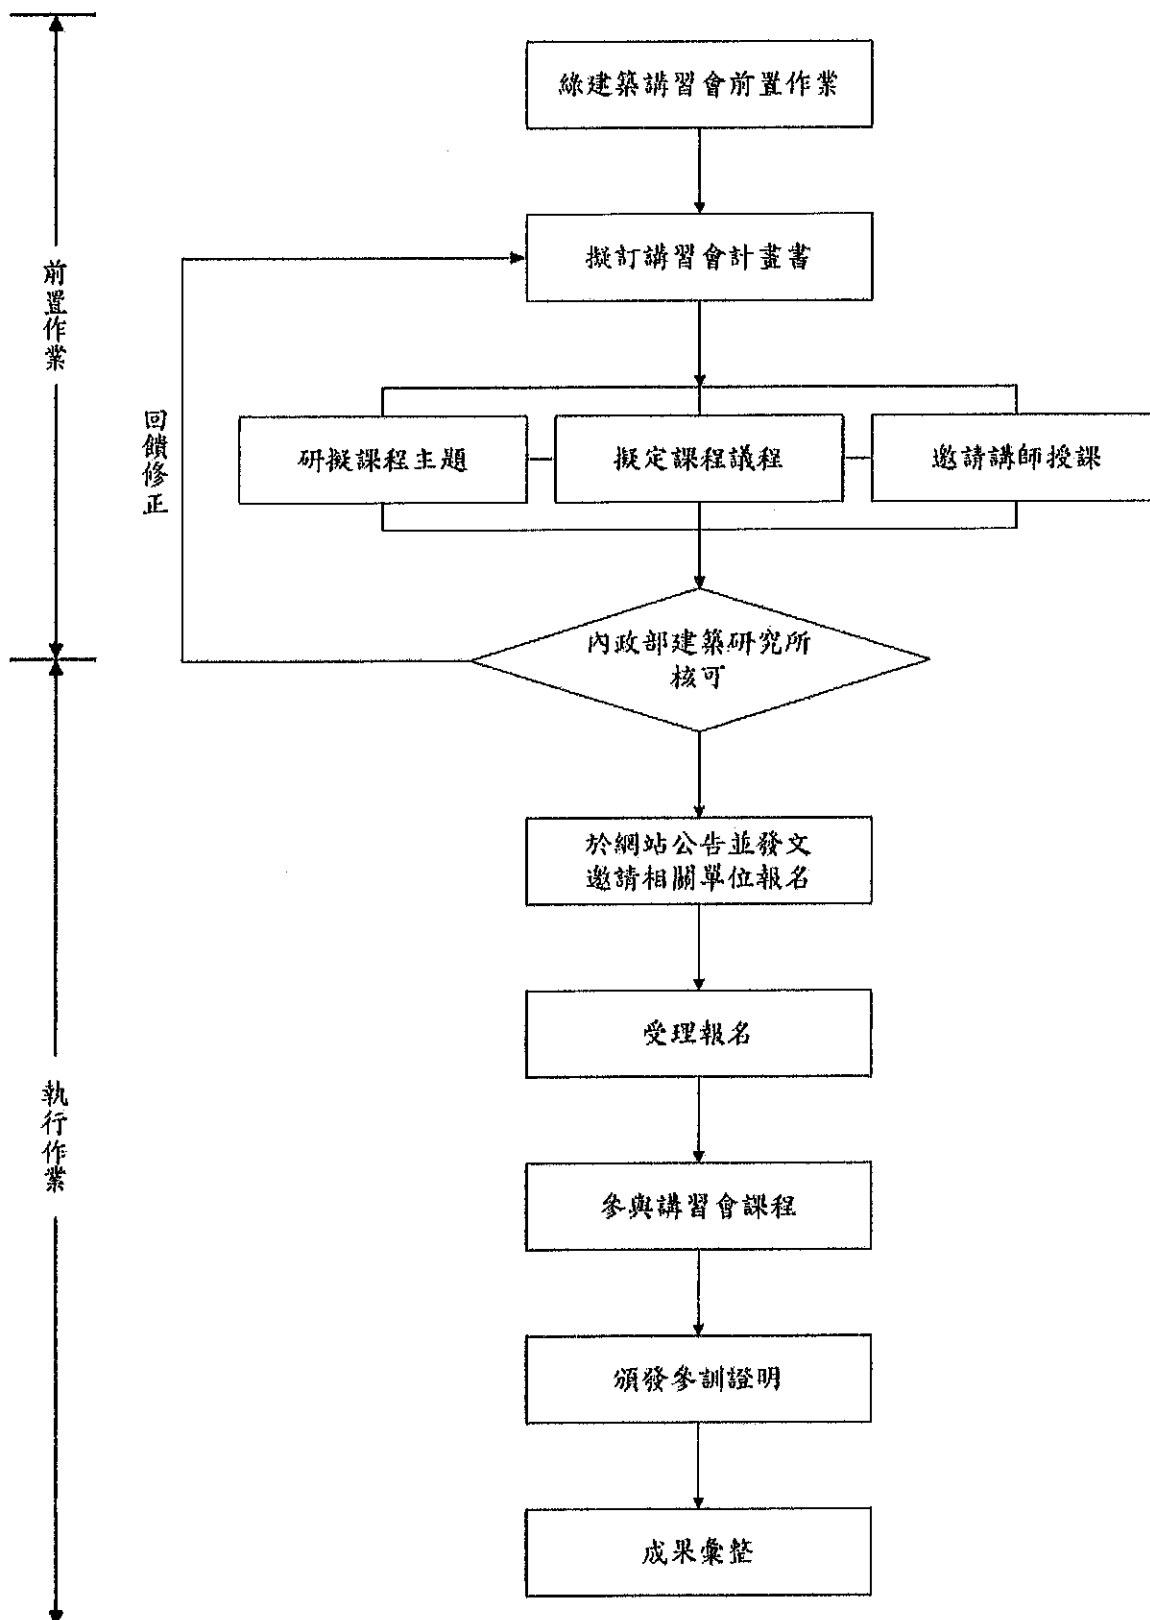 綠建築講習會前置作業
擬訂講習會計畫書
前置作業
回饋修正
研擬課程主題
擬定課程議程
邀請講師授課
內政部建築研究所
核可
於網站公告並發文
邀請相關單位報名
受理報名
執行作業
參與講習會課程
頒發參訓證明
成果彙整